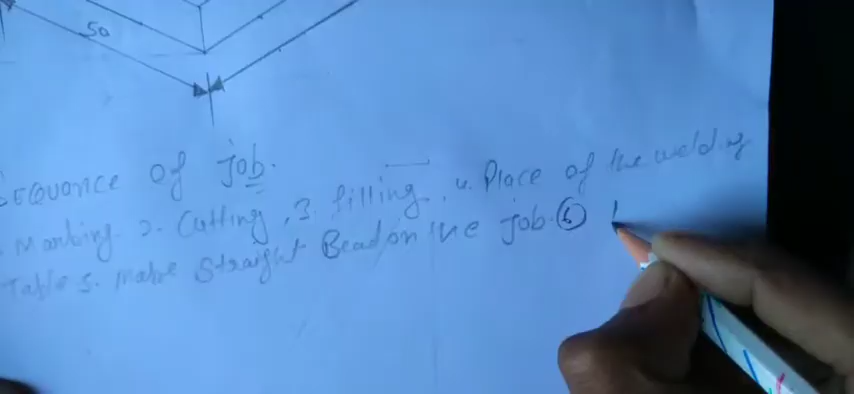 50
Sequence of job.
Marking 2. Cutting, 3. filling, 4. Place of the welding
Table 5. Make Straight Bead on the job. 6